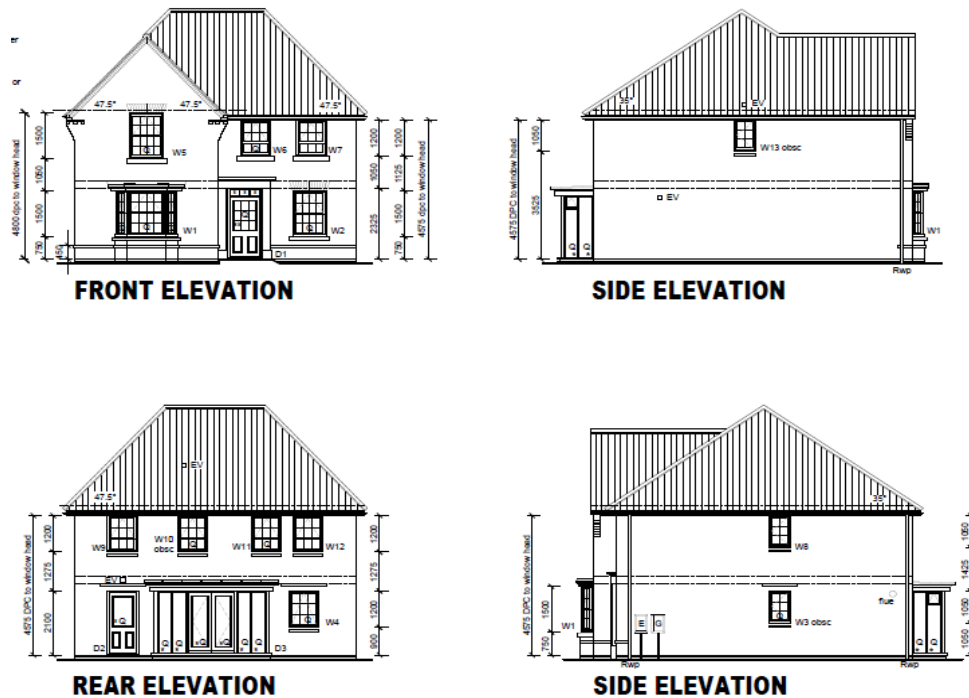 er
or
47.5°
47.5°
47.5°
Q
W5
Q
W6
W7
Q
W1
Q
D1
Q
W2
4800 dpc to window head
1500
1050
1500
750
450
1200
1050
2325
1200
1125
1500
750
4575 dpc to window head
FRONT ELEVATION
35°
EV
W13 obsc
EV
W1
Q
Q
Rwp
4575 DPC to window head
1050
3525
SIDE ELEVATION
EV
47.5°
W9
W10
obsc
Q
W11
Q
W12
EV
Q
D2
Q
Q
Q
Q
Q
Q
D3
W4
4575 DPC to window head
1200
1275
2100
1200
1275
1200
900
REAR ELEVATION
35°
W8
flue
Q
W3 obsc
W1
E
G
Q
Q
Rwp
Rwp
4575 DPC to window head
1500
750
1050
1425
1050
1050
SIDE ELEVATION